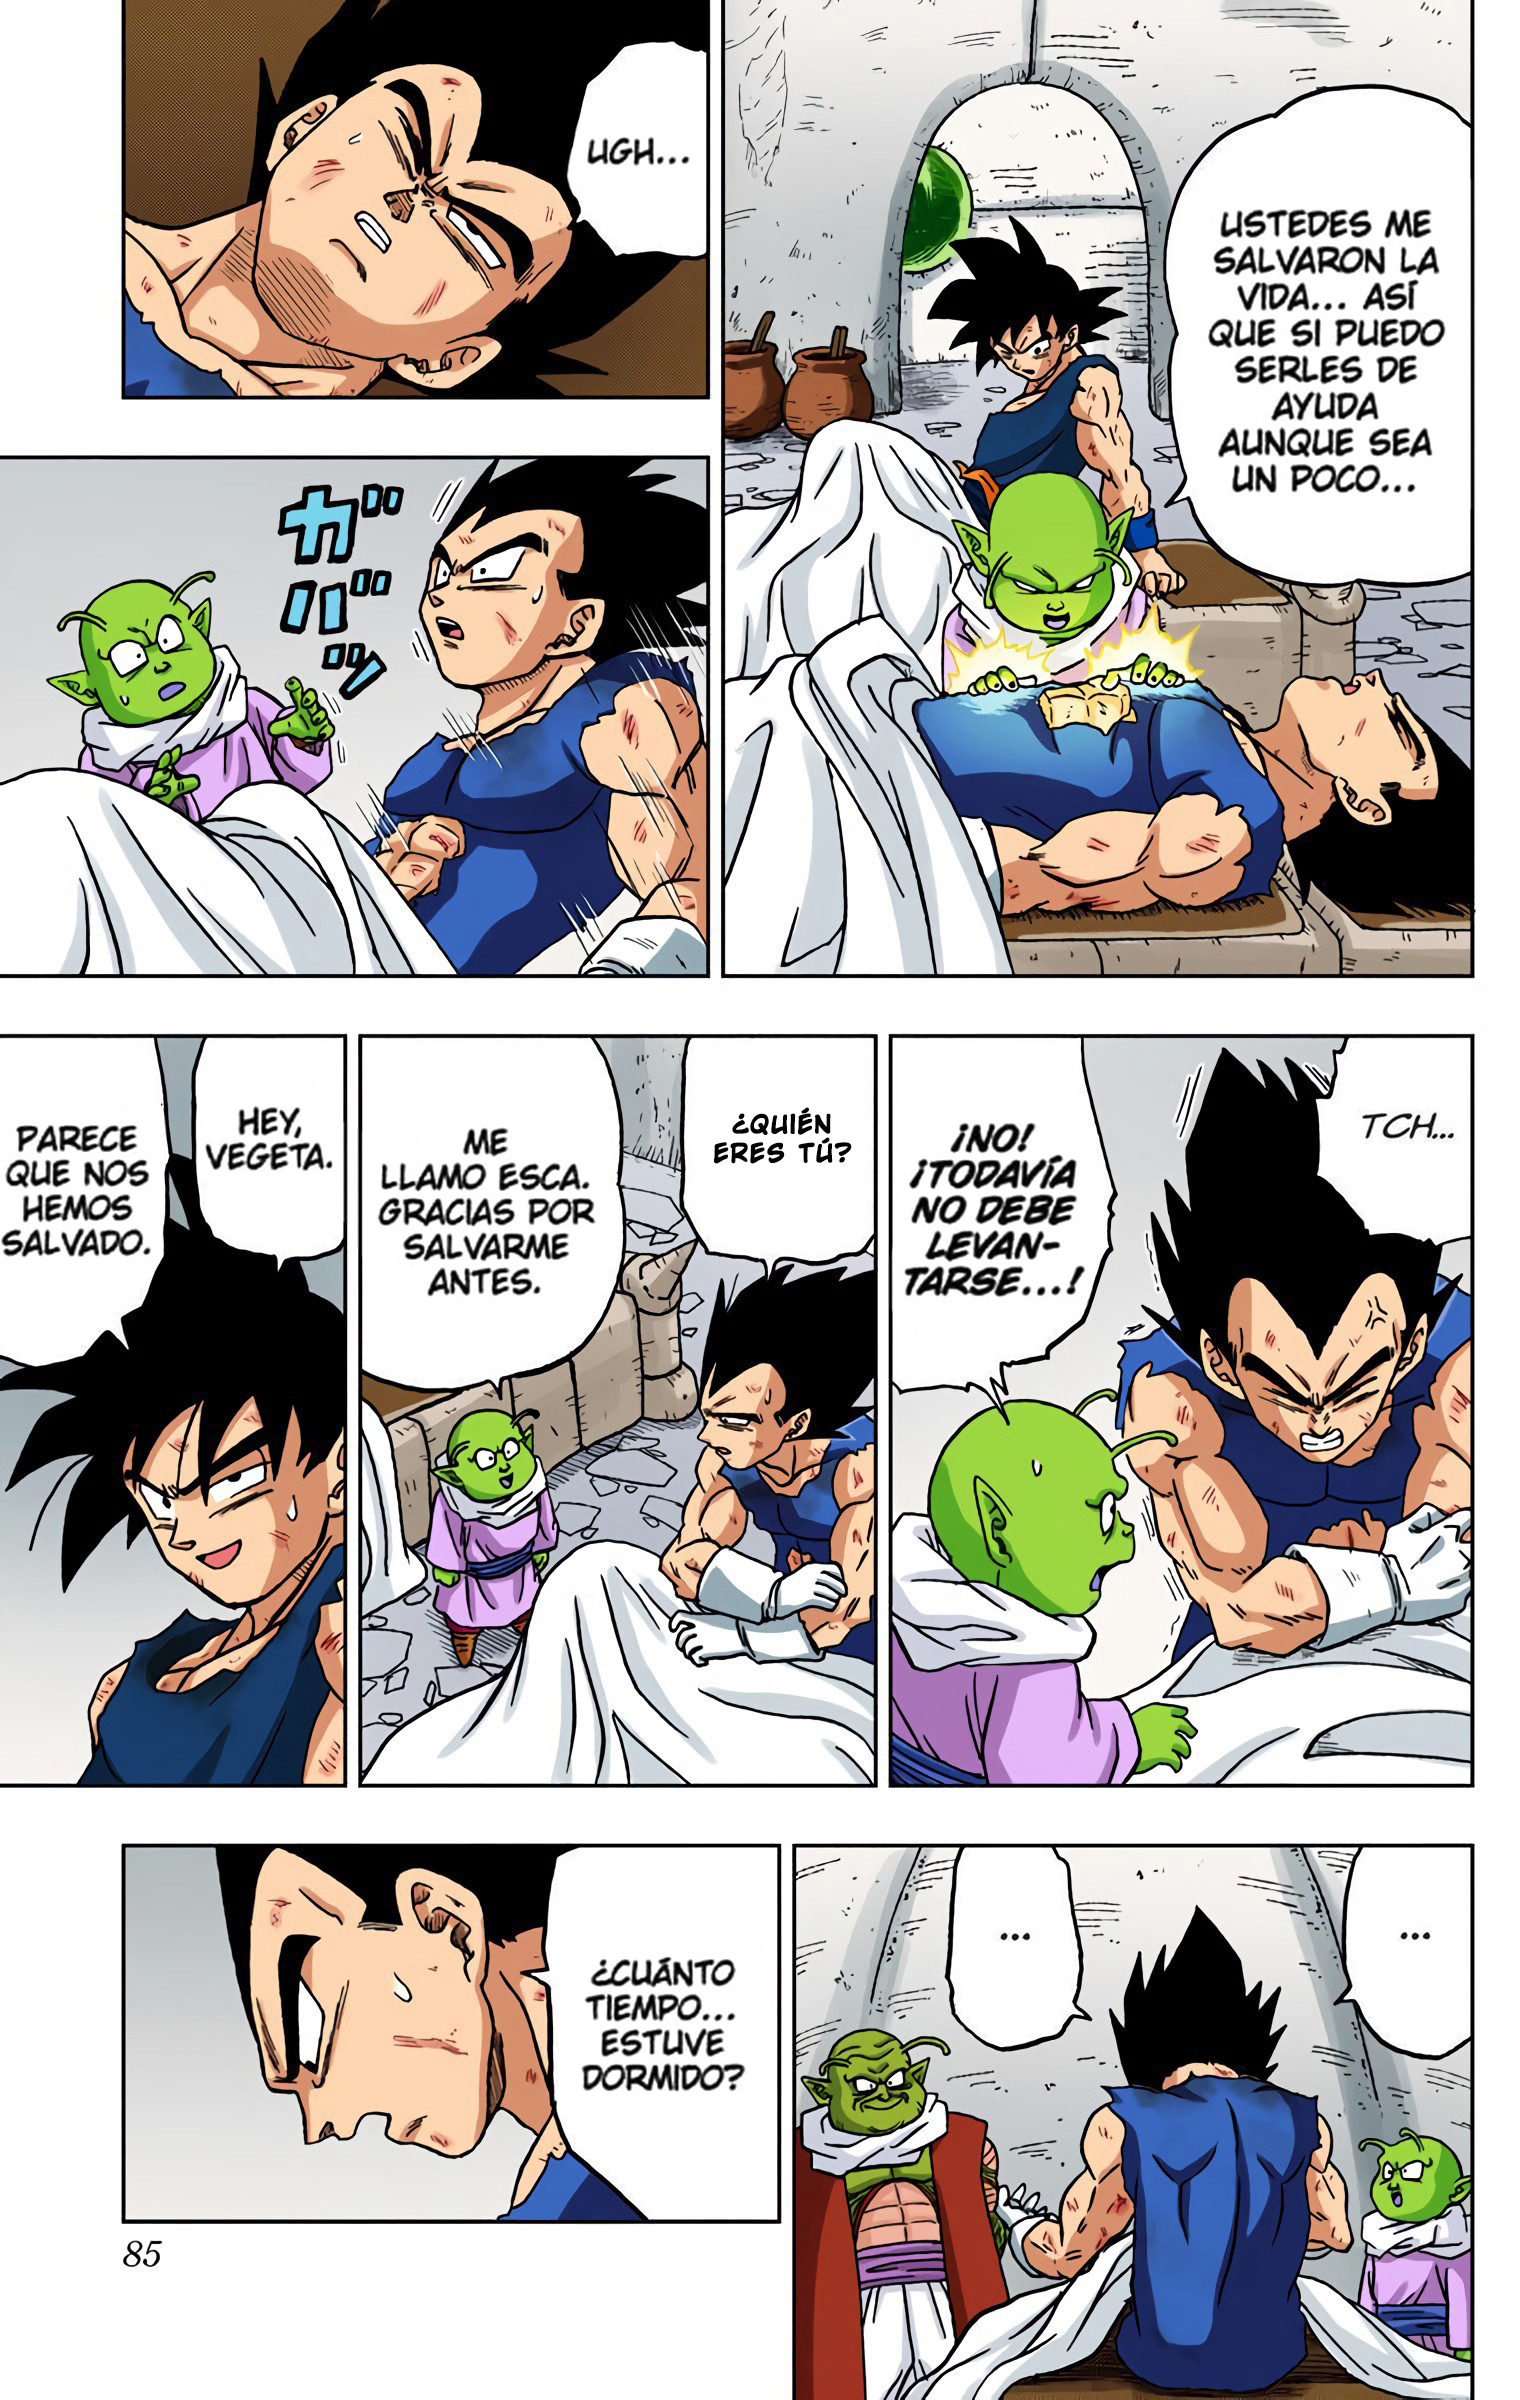 USTEDES ME
SALVARON LA
VIDA... ASÍ
QUE SI PUEDO
SERLES DE
AYUDA
AUNQUE SEA
UN POCO...
UGH...
ガ
バ
ッ
TCH...
¡NO!
¡TODAVÍA
NO DEBE
LEVAN-
TARSE...!
¿QUIÉN
ERES TÚ?
ME
LLAMO ESCA.
GRACIAS POR
SALVARME
ANTES.
HEY,
VEGETA.
PARECE
QUE NOS
HEMOS
SALVADO.
...
...
¿CUÁNTO
TIEMPO...
ESTUVE
DORMIDO?
85